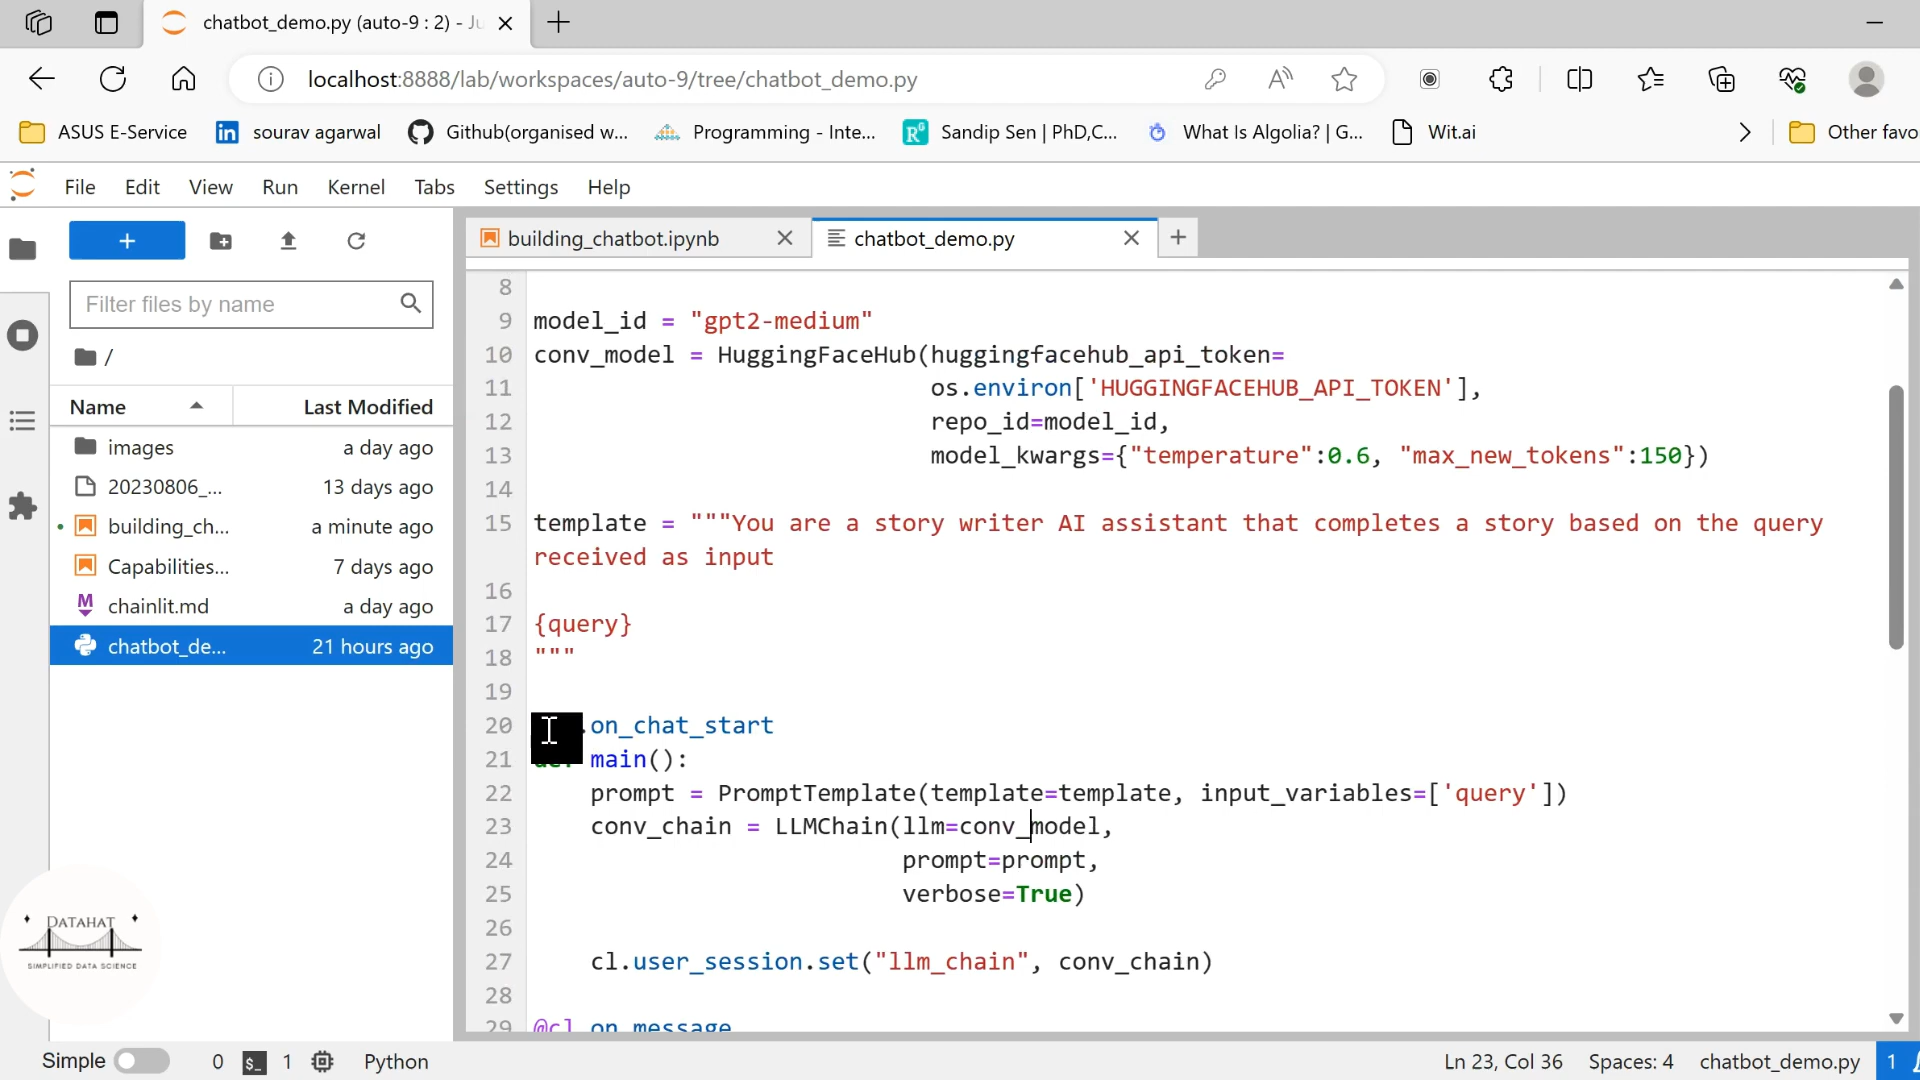 chatbot_demo.py (auto-9 : 2) - Ju
localhost:8888/lab/workspaces/auto-9/tree/chatbot_demo.py
ASUS E-Service
sourav agarwal
Github(organised w...
Programming - Inte...
Sandip Sen | PhD,C...
What Is Algolia? | G...
Wit.ai
Other favo
File Edit View Run Kernel Tabs Settings Help
building_chatbot.ipynb
chatbot_demo.py
Filter files by name
/
Name Last Modified
images a day ago
20230806_... 13 days ago
building_ch... a minute ago
Capabilities... 7 days ago
chainlit.md a day ago
chatbot_de... 21 hours ago
8
9 model_id = "gpt2-medium"
10 conv_model = HuggingFaceHub(huggingfacehub_api_token=
11 os.environ['HUGGINGFACEHUB_API_TOKEN'],
12 repo_id=model_id,
13 model_kwargs={"temperature":0.6, "max_new_tokens":150})
14
15 template = """You are a story writer AI assistant that completes a story based on the query
received as input
16
17 {query}
18 """
19
20 .on_chat_start
21 def main():
22 prompt = PromptTemplate(template=template, input_variables=['query'])
23 conv_chain = LLMChain(llm=conv_model,
24 prompt=prompt,
25 verbose=True)
26
27 cl.user_session.set("llm_chain", conv_chain)
28
29 @cl.on_message
DATAHAT
SIMPLIFIED DATA SCIENCE
Simple 0 $_ 1 Python
Ln 23, Col 36 Spaces: 4 chatbot_demo.py 1